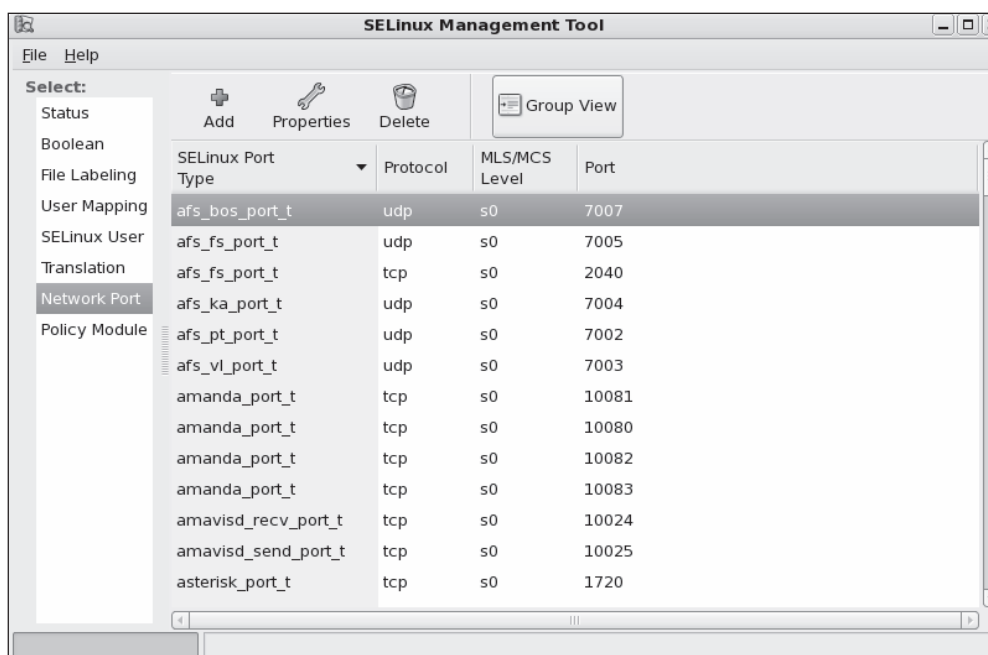 SELinux Management Tool
File Help
Select:
Status
Boolean
File Labeling
User Mapping
SELinux User
Translation
Network Port
Policy Module
Add Properties Delete Group View
SELinux Port Type Protocol MLS/MCS Level Port
afs_bos_port_t udp s0 7007
afs_fs_port_t udp s0 7005
afs_fs_port_t tcp s0 2040
afs_ka_port_t udp s0 7004
afs_pt_port_t udp s0 7002
afs_vl_port_t udp s0 7003
amanda_port_t tcp s0 10081
amanda_port_t tcp s0 10080
amanda_port_t tcp s0 10082
amanda_port_t tcp s0 10083
amavisd_recv_port_t tcp s0 10024
amavisd_send_port_t tcp s0 10025
asterisk_port_t tcp s0 1720